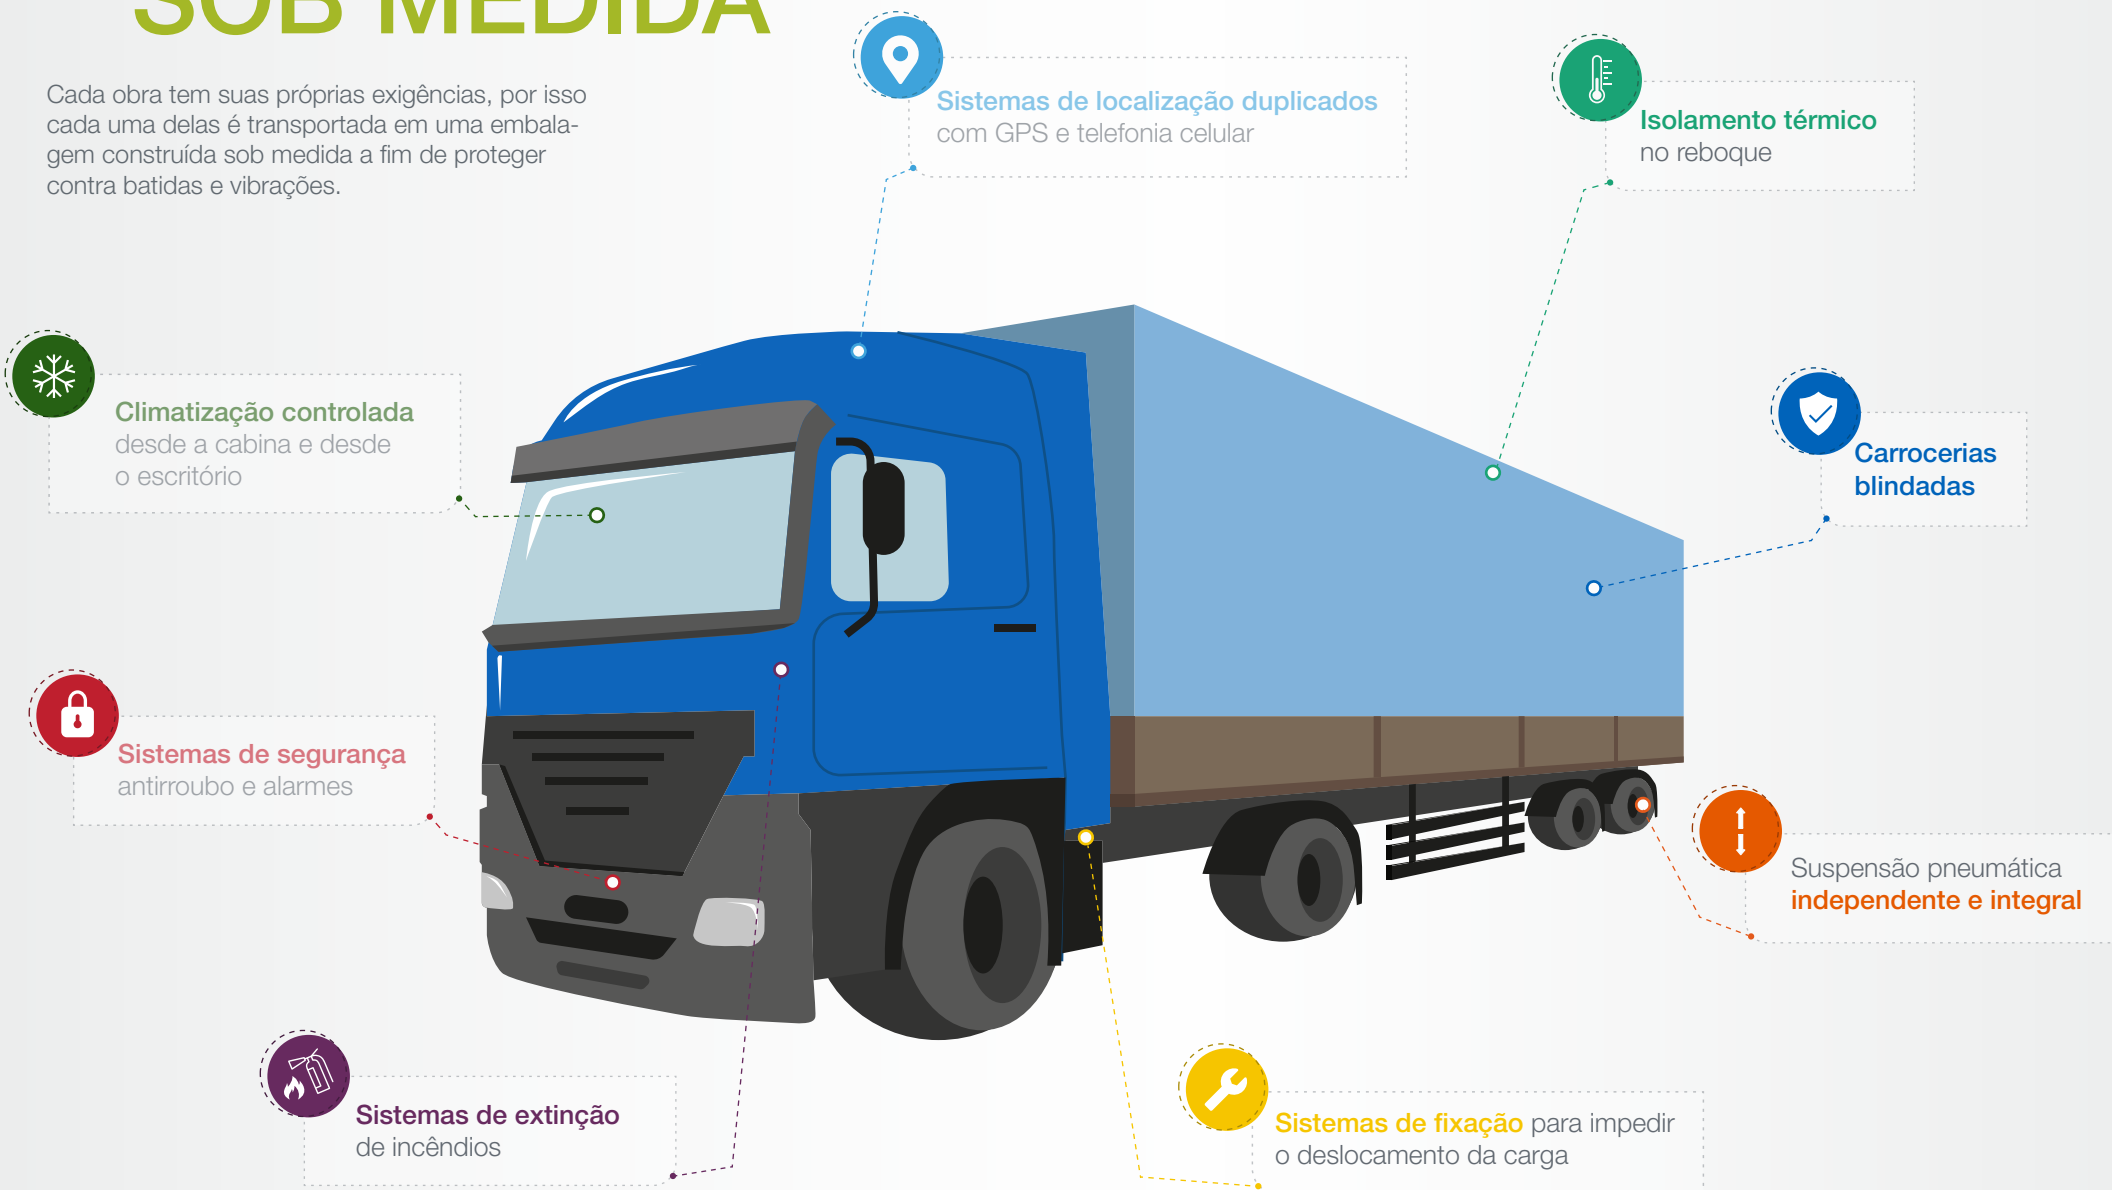 SOB MEDIDA
Cada obra tem suas próprias exigências, por isso
cada uma delas é transportada em uma embala-
gem construída sob medida a fim de proteger
contra batidas e vibrações.
Sistemas de localização duplicados
com GPS e telefonia celular
Isolamento térmico
no reboque
Climatização controlada
desde a cabina e desde
o escritório
Carrocerias
blindadas
Sistemas de segurança
antirroubo e alarmes
Suspensão pneumática
independente e integral
Sistemas de extinção
de incêndios
Sistemas de fixação para impedir
o deslocamento da carga